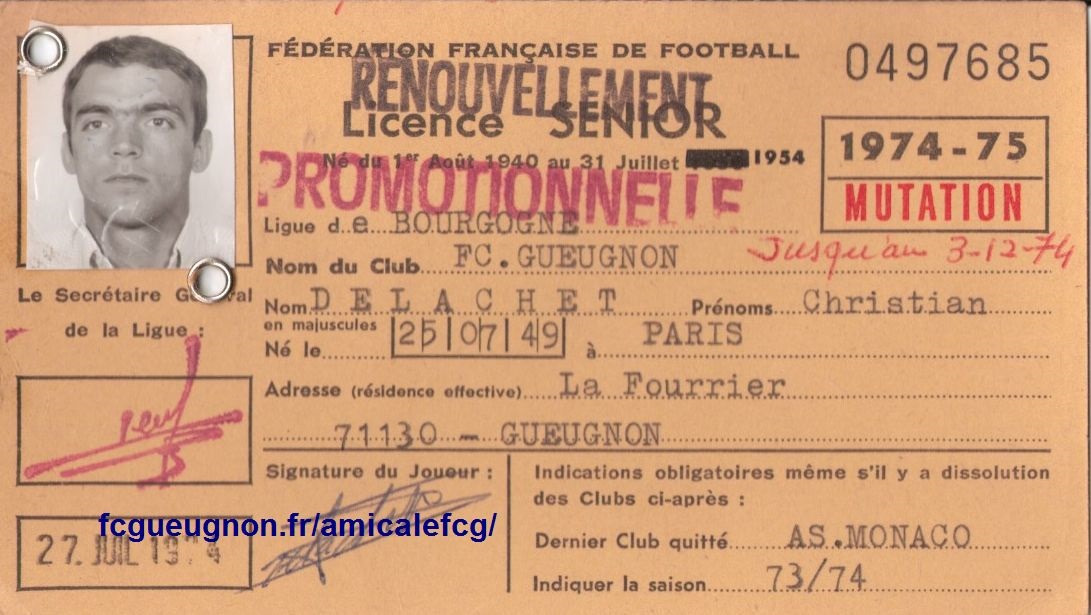 FÉDÉRATION FRANÇAISE DE FOOTBALL
0497685
RENOUVELLEMENT
Licence SENIOR
Né du 1er Août 1940 au 31 Juillet 1954
PROMOTIONNELLE
1974 - 75
MUTATION
Jusqu'au 3-12-74
Ligue de BOURGOGNE
Nom du Club FC.GUEUGNON
Nom DELACHET Prénoms Christian
en majuscules
Né le 25 07 49 à PARIS
Adresse (résidence effective) La Fourrier
71130 - GUEUGNON
Le Secrétaire Général
de la Ligue :
27. JUIL 1974
Signature du Joueur :
fcgueugnon.fr/amicalefcg/
Indications obligatoires même s'il y a dissolution
des Clubs ci-après :
Dernier Club quitté AS.MONACO
Indiquer la saison 73/74